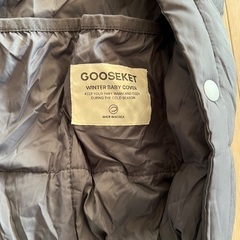 GOOSEKET
WINTER BABY COVER
KEEP YOUR BABY WARM AND COZY
DURING THE COLD SEASON